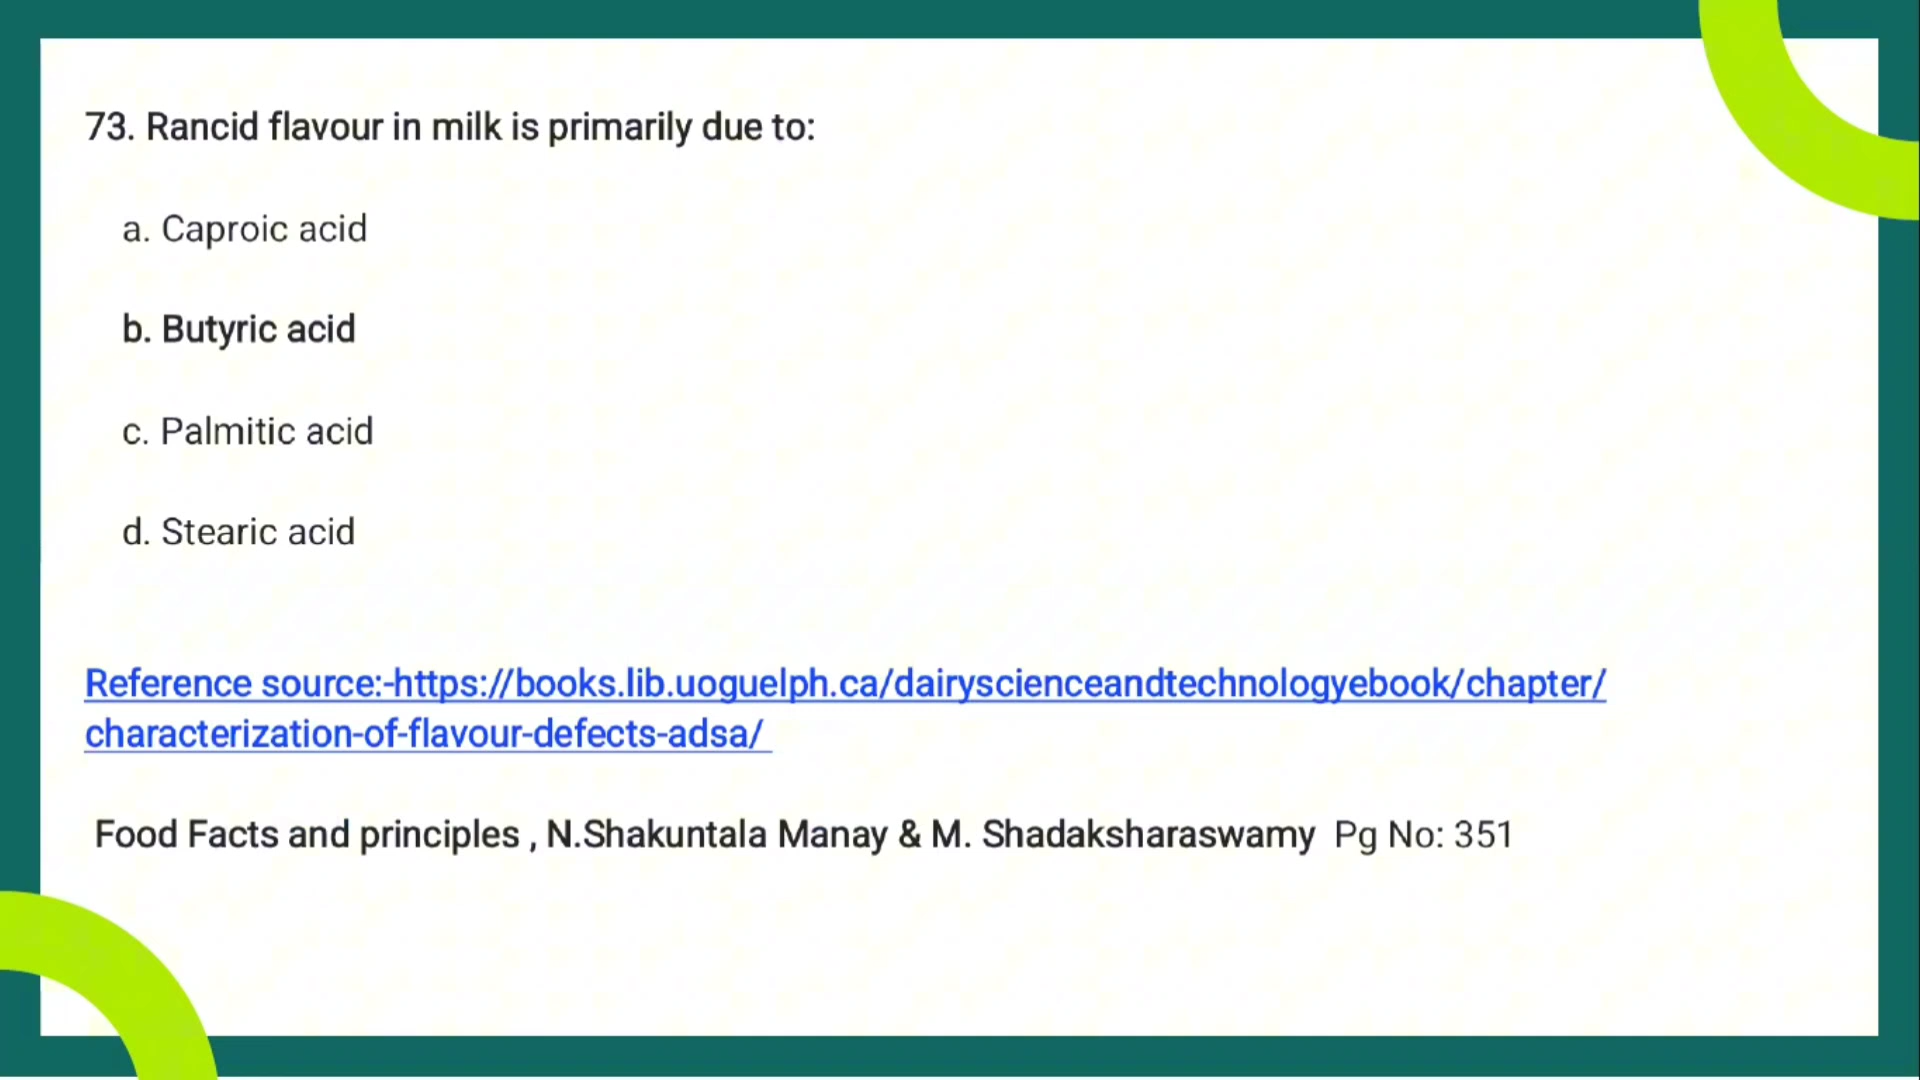 73. Rancid flavour in milk is primarily due to:
a. Caproic acid
b. Butyric acid
c. Palmitic acid
d. Stearic acid
Reference source:-https://books.lib.uoguelph.ca/dairyscienceandtechnologyebook/chapter/
characterization-of-flavour-defects-adsa/
Food Facts and principles , N.Shakuntala Manay & M. Shadaksharaswamy Pg No: 351